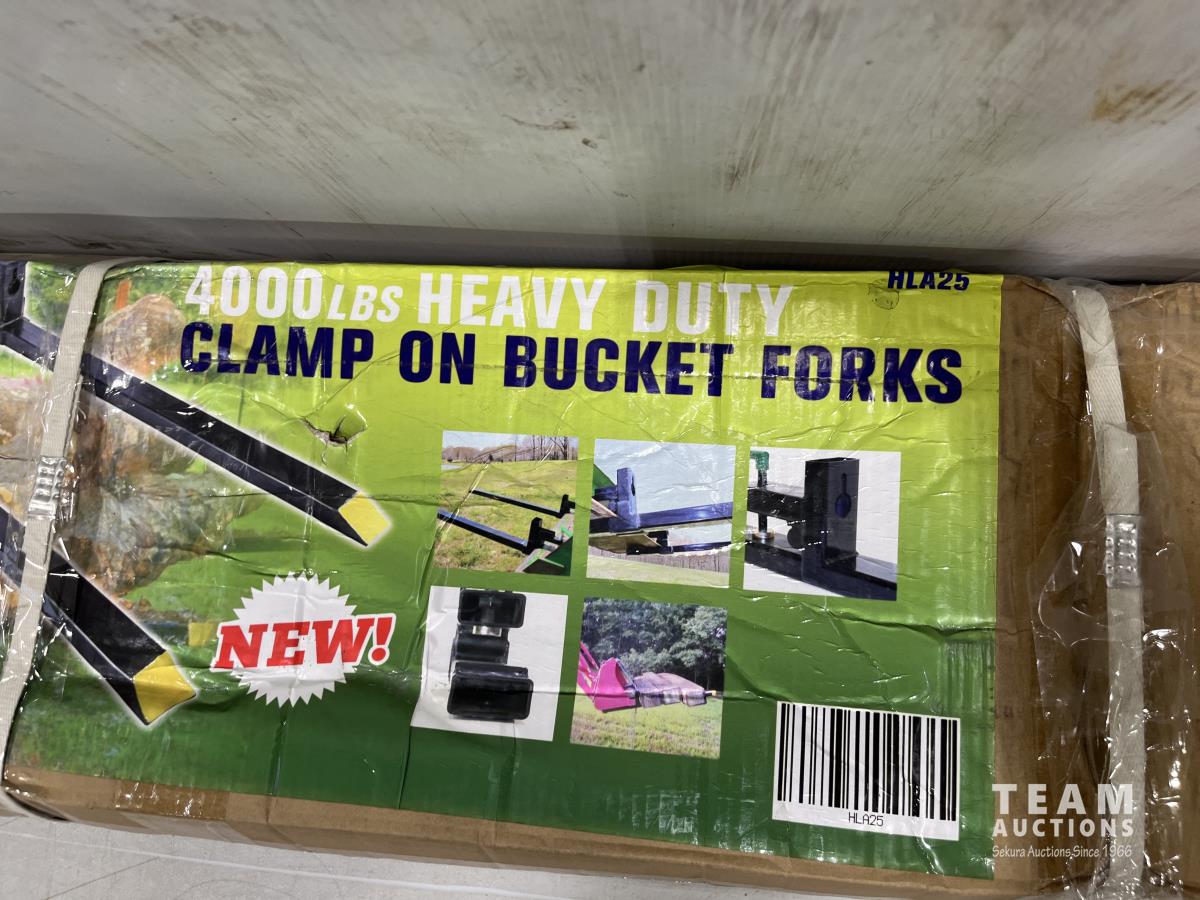 HLA25
4000LBS HEAVY DUTY
CLAMP ON BUCKET FORKS
NEW!
HLA25
TEAM
AUCTIONS
Sekura Auctions Since 1966